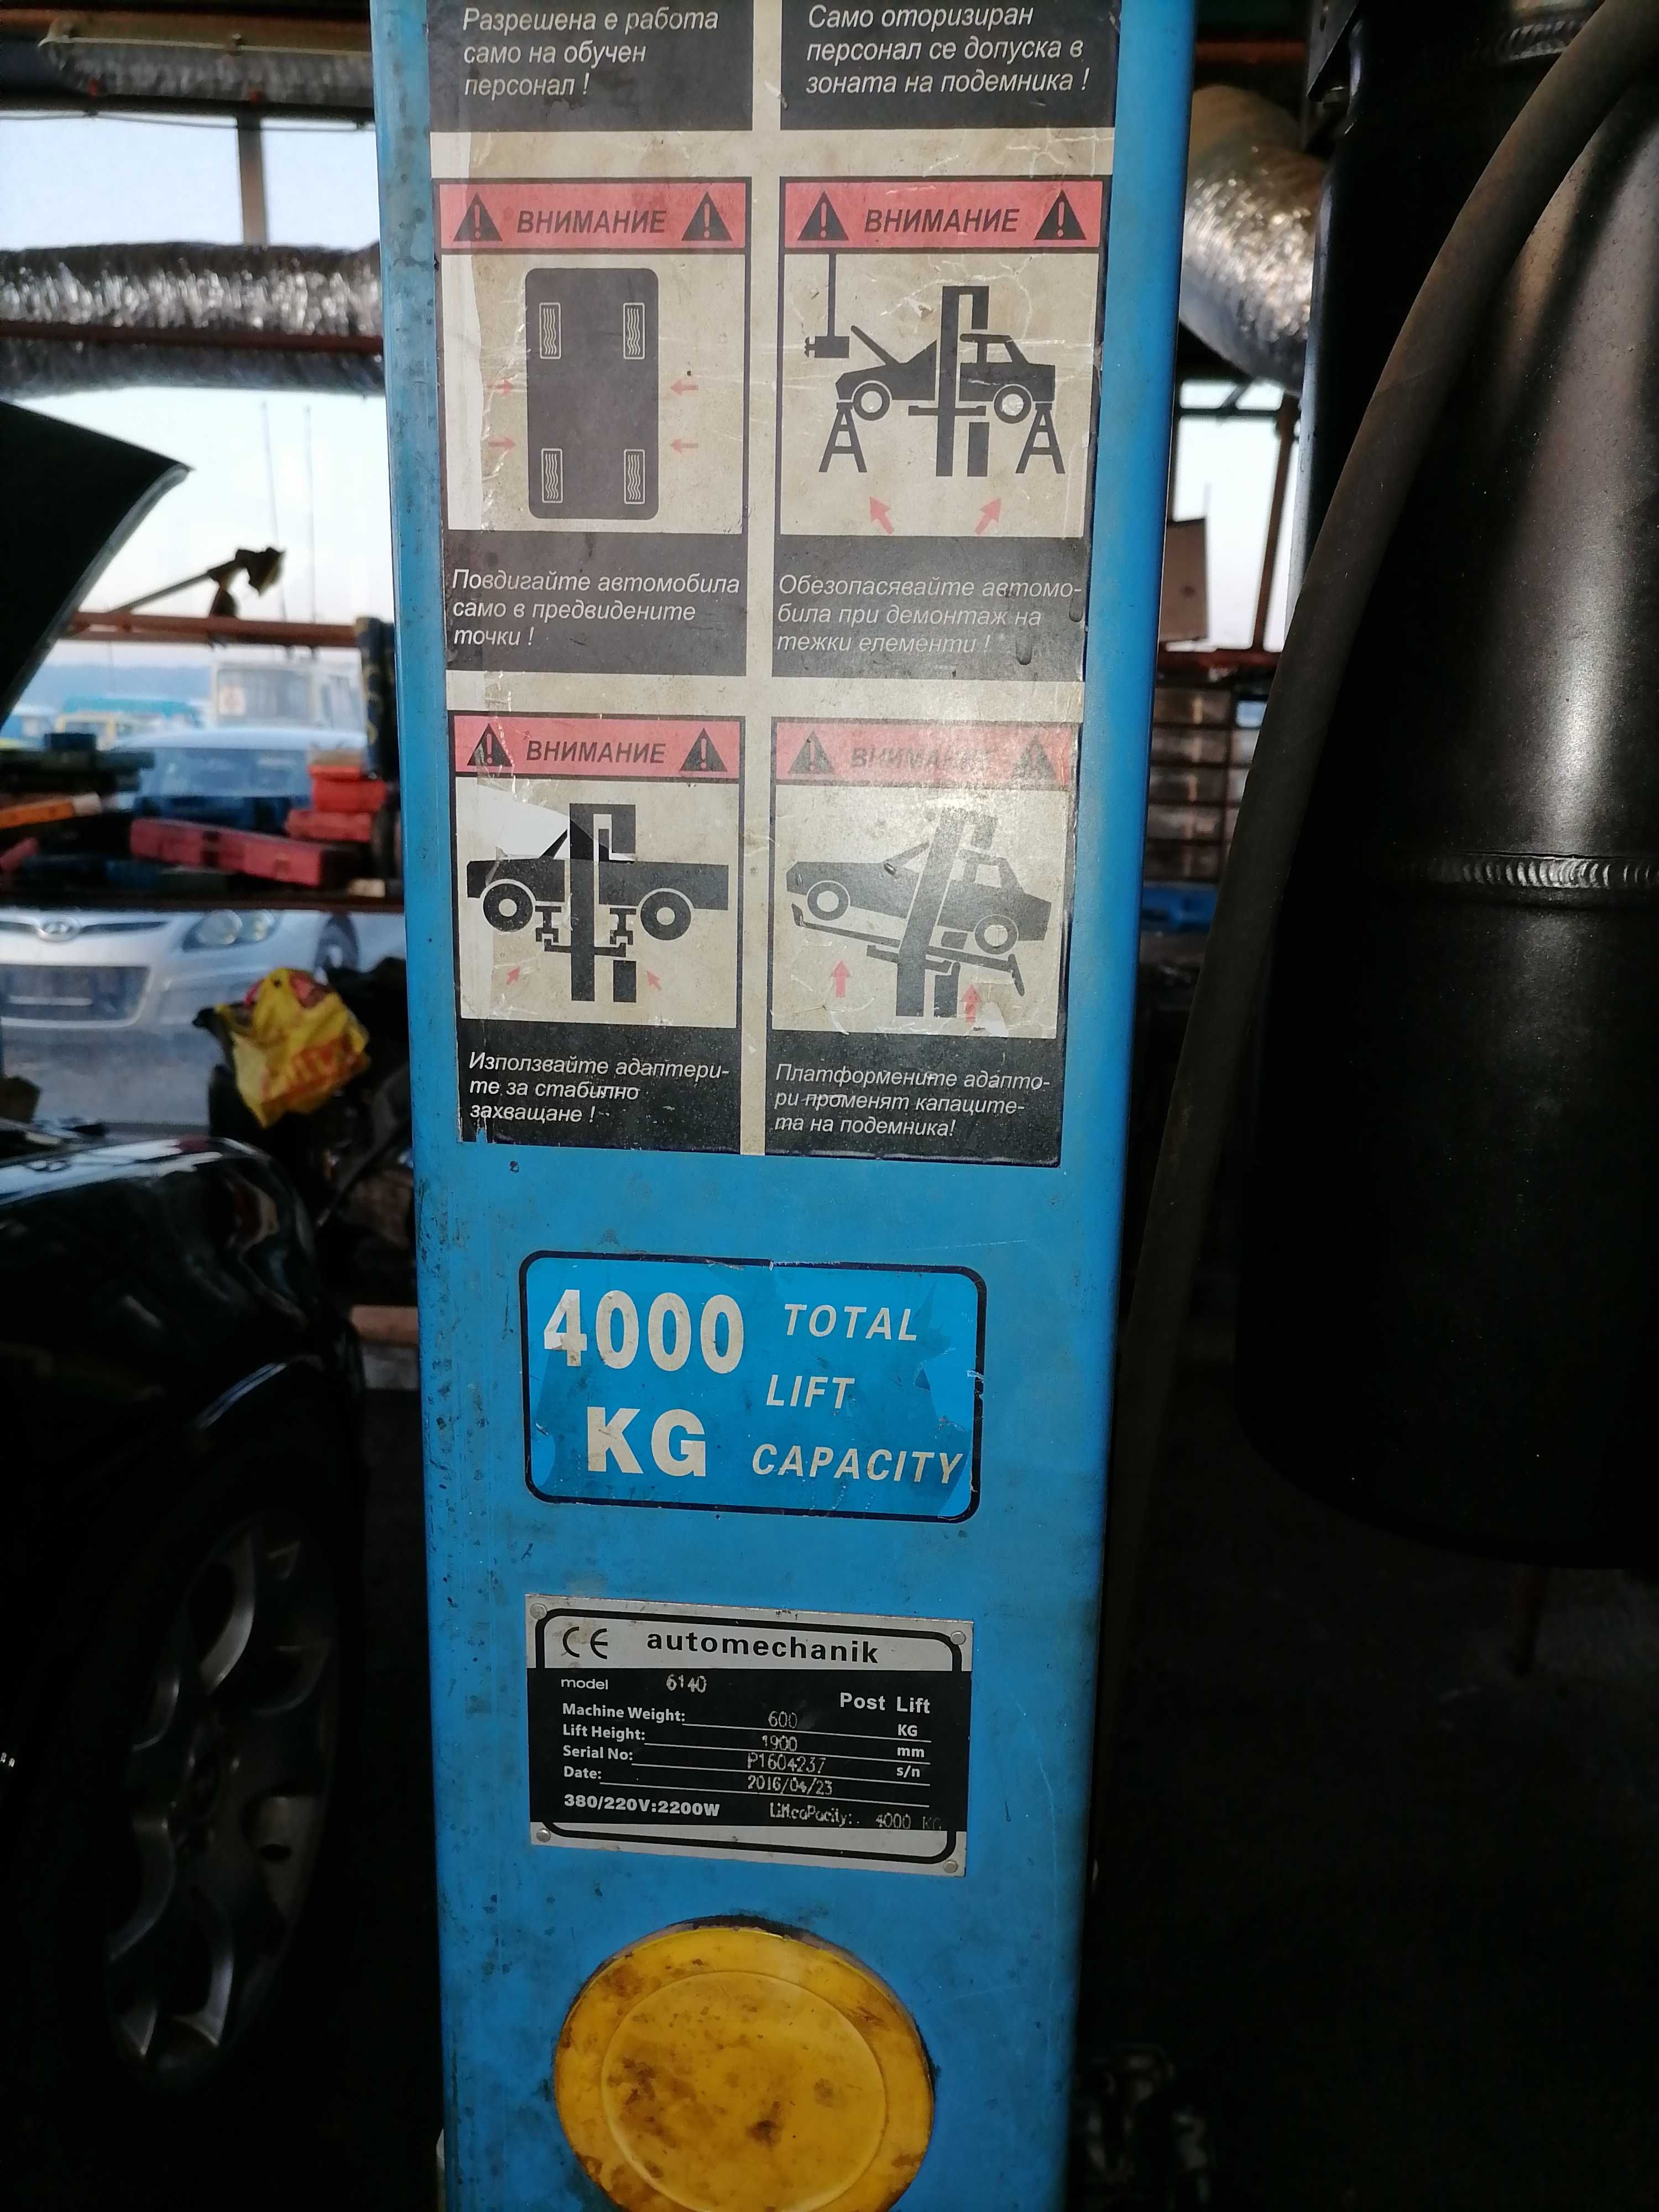 Разрешена е работа
само на обучен
персонал !
Само оторизиран
персонал се допуска в
зоната на подемника !
ВНИМАНИЕ
ВНИМАНИЕ
Повдигайте автомобила
само в предвидените
точки !
Обезопасявайте автомо-
била при демонтаж на
тежки елементи !
ВНИМАНИЕ
ВНИМАНИЕ
Използвайте адаптери-
те за стабилно
захващане !
Платформените адапто-
ри променят капаците-
та на подемника!
4000 TOTAL
LIFT
KG CAPACITY
CE automechanik
model 6140
Post Lift
Machine Weight: 600 KG
Lift Height: 1900 mm
Serial No: P1604237 s/n
Date: 2016/04/23
380/220V:2200W LiftcaPacity:. 4000 KG